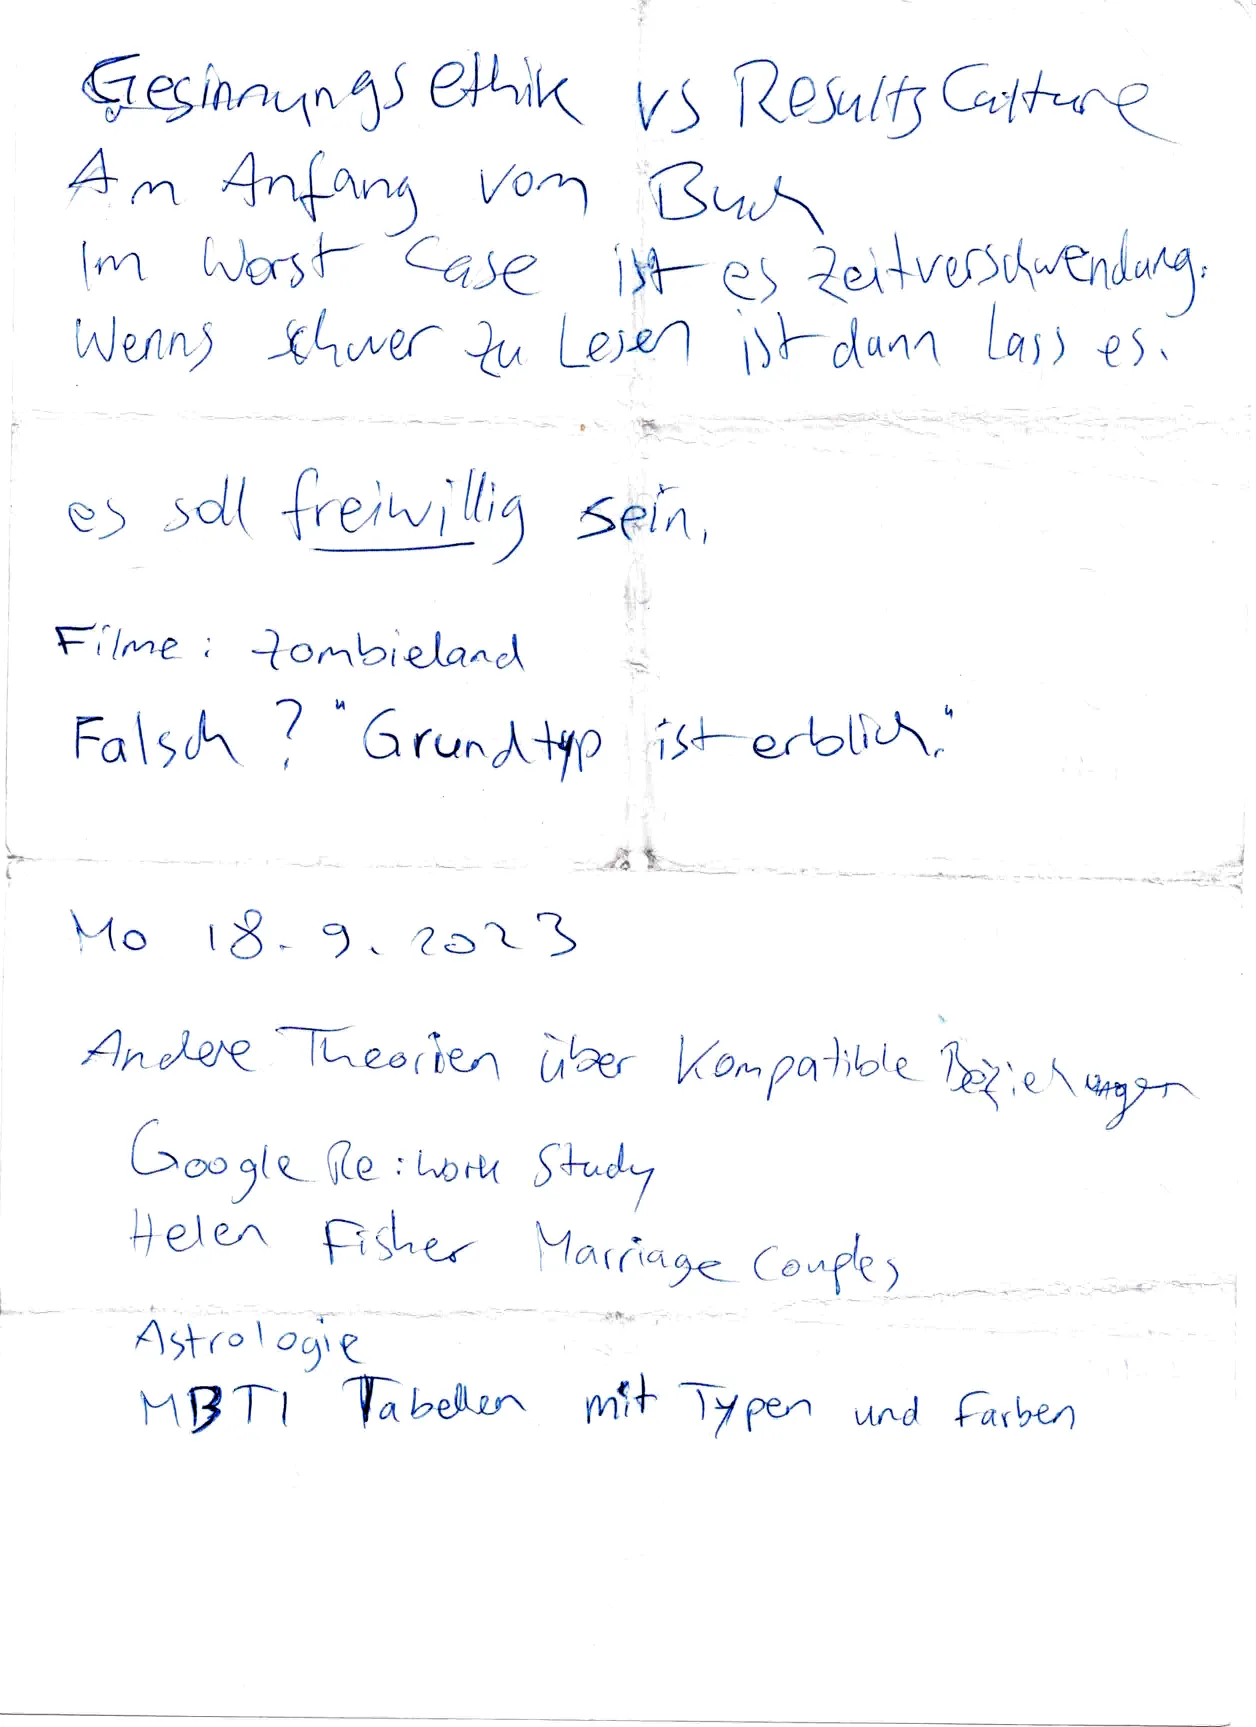 Gesinnungsethik vs Results Culture
Am Anfang vom Buch
Im Worst Case ist es Zeitverschwendung.
Wenns schwer zu Lesen ist dann lass es.
es soll freiwillig sein.
Filme: Zombieland
Falsch? "Grundtyp ist erblich."
Mo 18.9.2023
Andere Theorien über Kompatible Beziehungen
Google Re:work Study
Helen Fisher Marriage Couples
Astrologie
MBTI Tabellen mit Typen und Farben